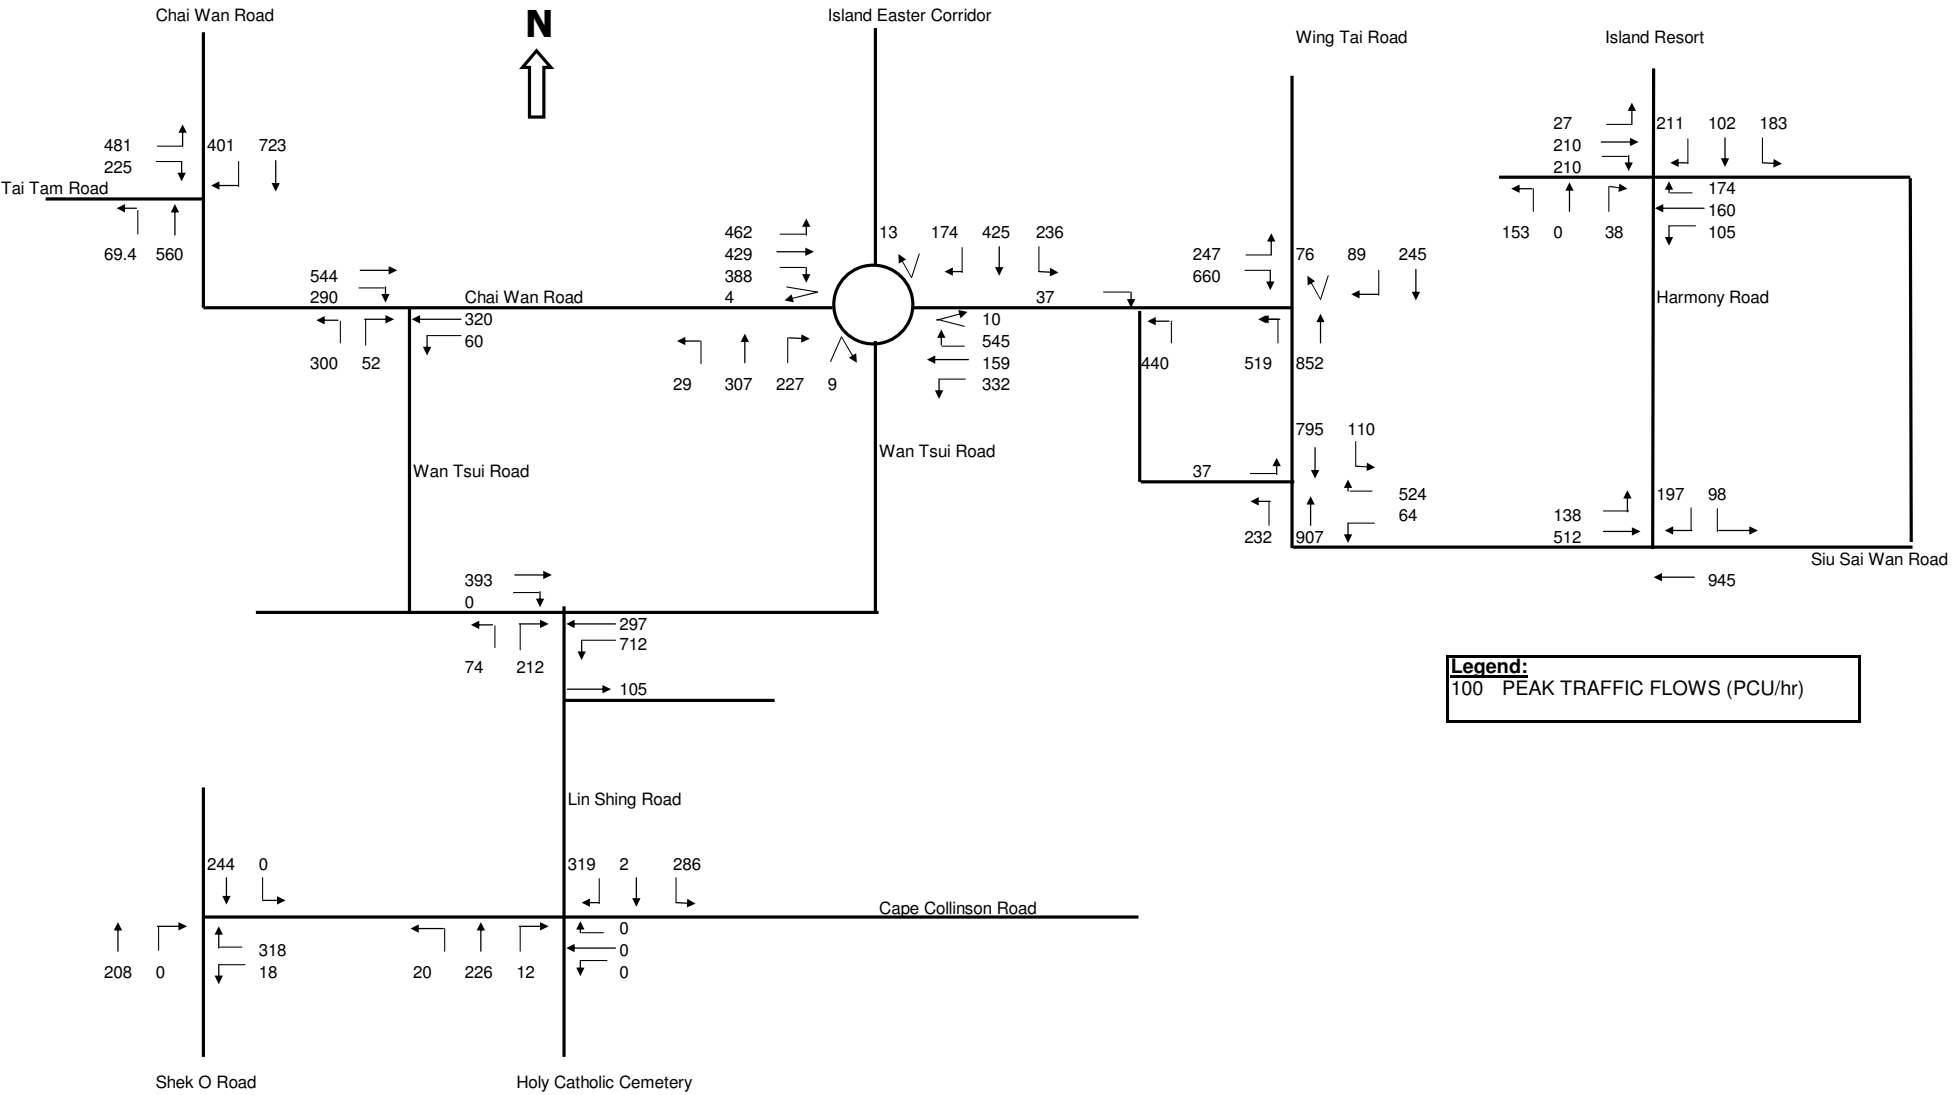 Chai Wan Road
N
Island Easter Corridor
Wing Tai Road
Island Resort
481
401 723
225
Tai Tam Road
69.4 560
27
211 102 183
210
210
174
160
153 0 38
105
462
13 174 425 236
429
388
4
247
76 89 245
660
544
290
Chai Wan Road
37
Harmony Road
320
60
10
545
159
332
300 52
29 307 227 9
440
519 852
795 110
Wan Tsui Road
Wan Tsui Road
37
524
64
232 907
138
197 98
512
Siu Sai Wan Road
945
393
0
297
712
74 212
105
Legend:
100 PEAK TRAFFIC FLOWS (PCU/hr)
Lin Shing Road
244 0
319 2 286
Cape Collinson Road
318
18
208 0
0
0
0
20 226 12
Shek O Road
Holy Catholic Cemetery